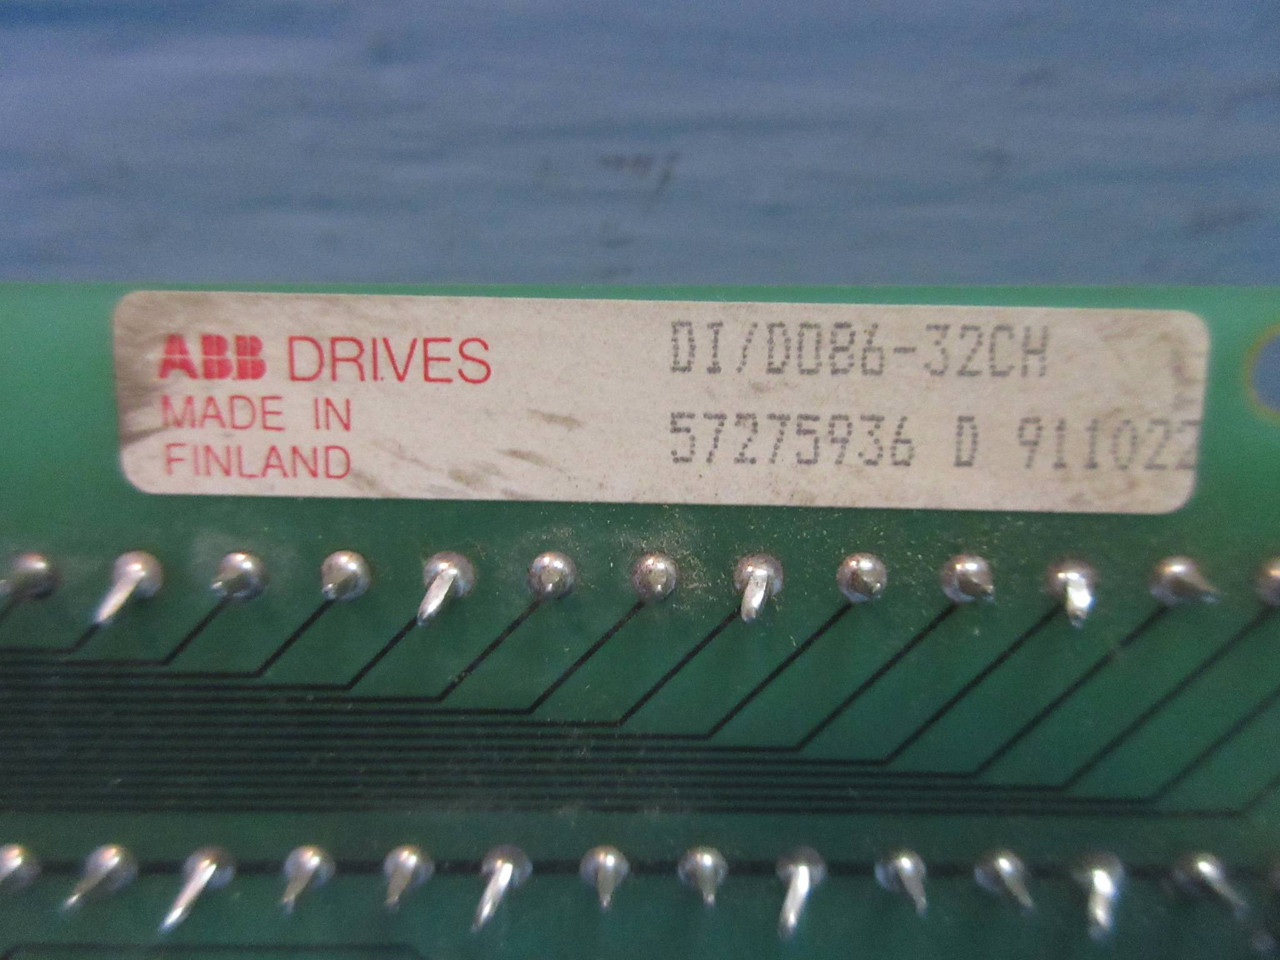 ABB DRIVES
MADE IN
FINLAND
DI/DO86-32CH
57275936 D 911022